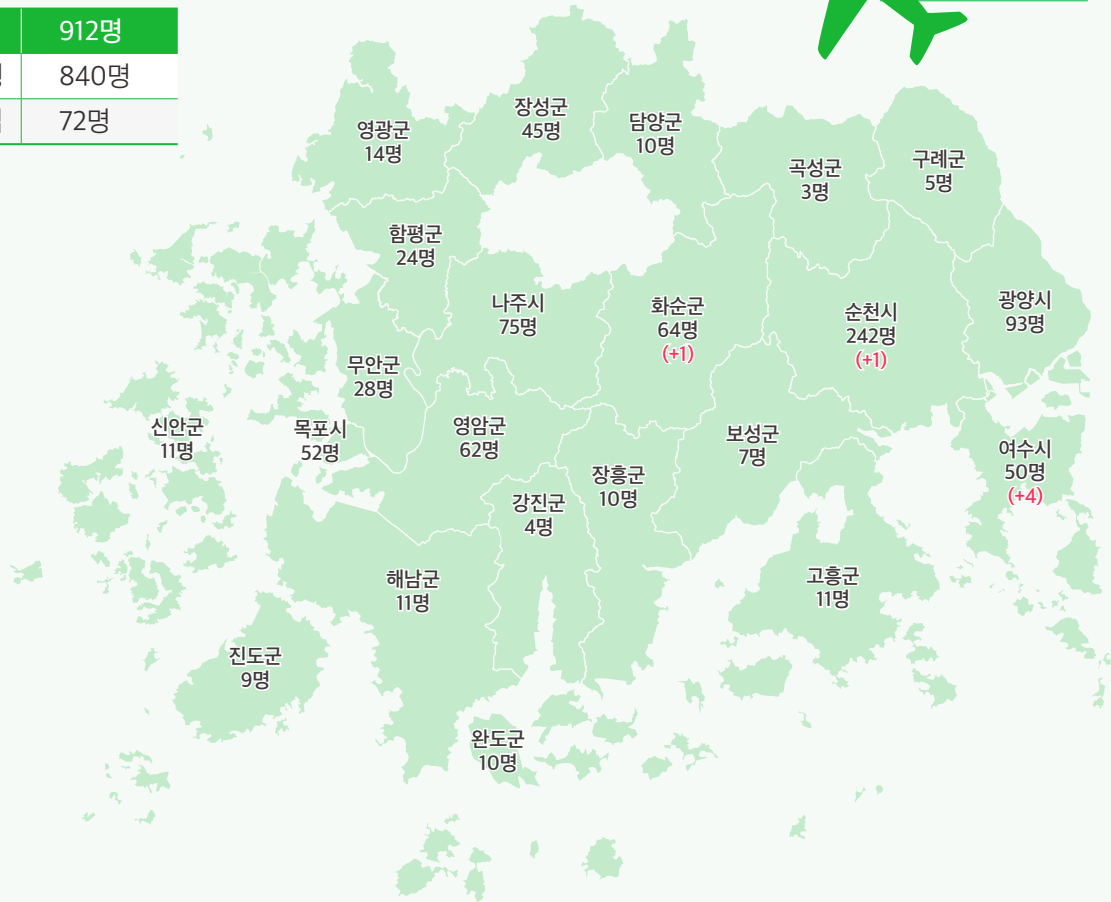 912명
840명
72명
장성군
45명
담양군
10명
영광군
14명
곡성군
3명
구례군
5명
함평군
24명
나주시
75명
화순군
64명
(+1)
순천시
242명
(+1)
광양시
93명
무안군
28명
신안군
11명
목포시
52명
영암군
62명
보성군
7명
여수시
50명
(+4)
장흥군
10명
강진군
4명
해남군
11명
고흥군
11명
진도군
9명
완도군
10명